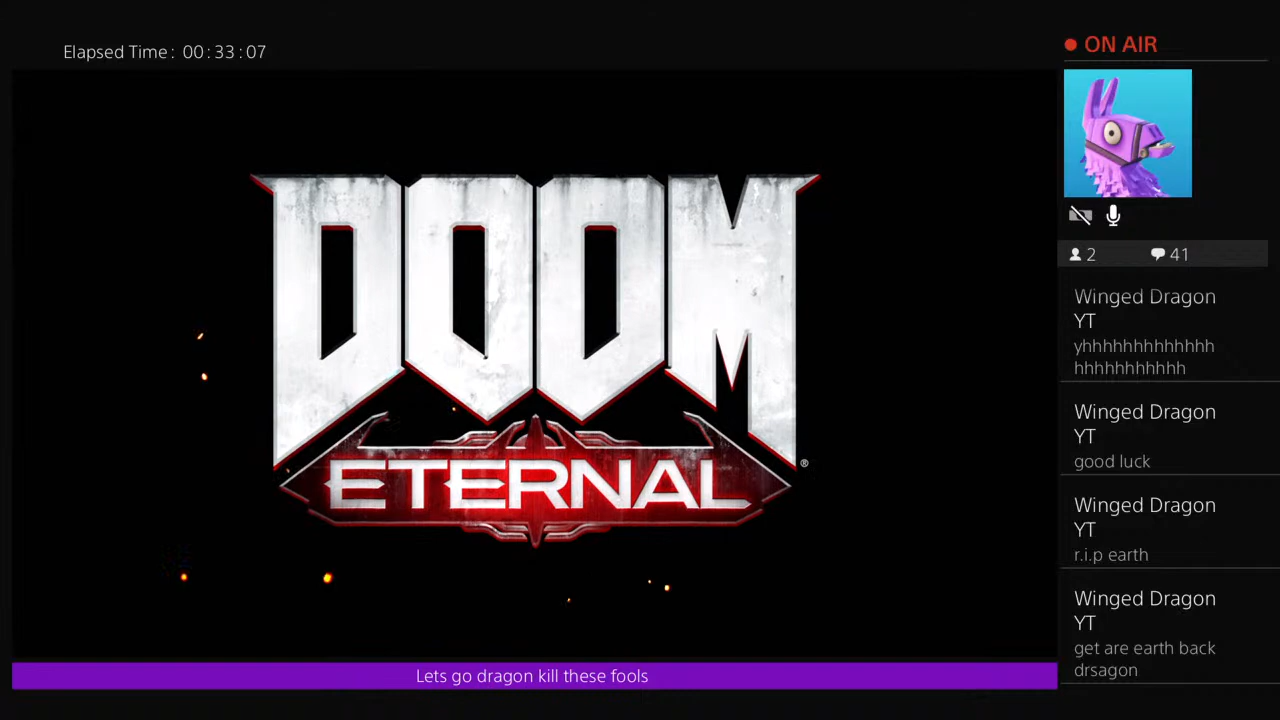 Elapsed Time: 00:33:07
ON AIR
DOOM
ETERNAL
®
2 41
Winged Dragon
YT
yhhhhhhhhhhhhh
hhhhhhhhhhh
Winged Dragon
YT
good luck
Winged Dragon
YT
r.i.p earth
Winged Dragon
YT
get are earth back
drsagon
Lets go dragon kill these fools